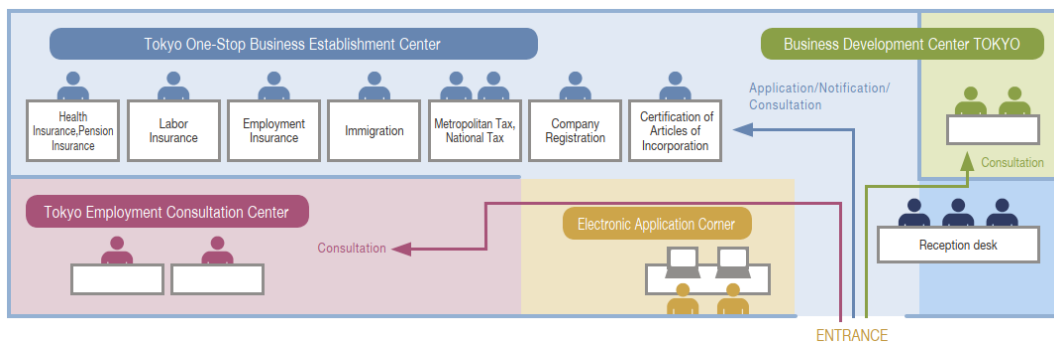 Tokyo One-Stop Business Establishment Center
Business Development Center TOKYO
Health
Insurance,Pension
Insurance
Labor
Insurance
Employment
Insurance
Immigration
Metropolitan Tax,
National Tax
Company
Registration
Certification of
Articles of
Incorporation
Application/Notification/
Consultation
Consultation
Tokyo Employment Consultation Center
Consultation
Electronic Application Corner
Reception desk
ENTRANCE